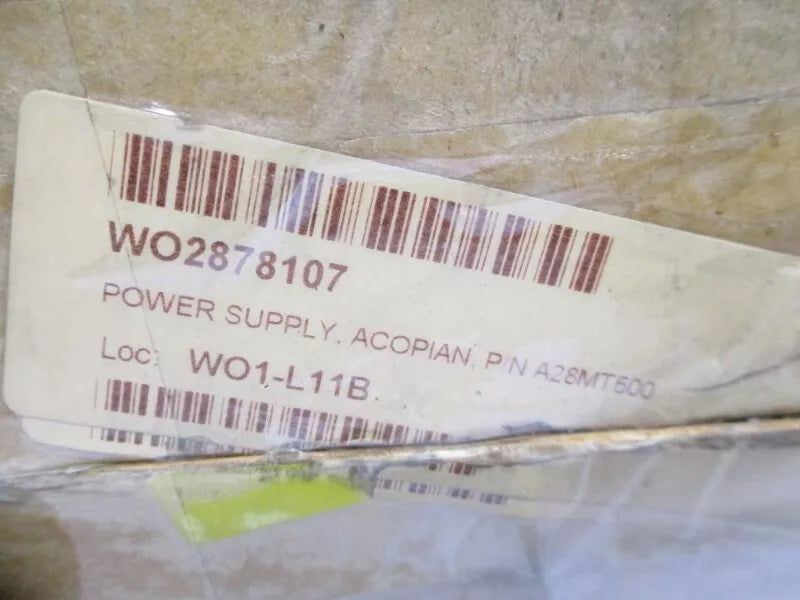 WO2878107
POWER SUPPLY, ACOPIAN, P/N A28MT500
Loc: WO1-L11B